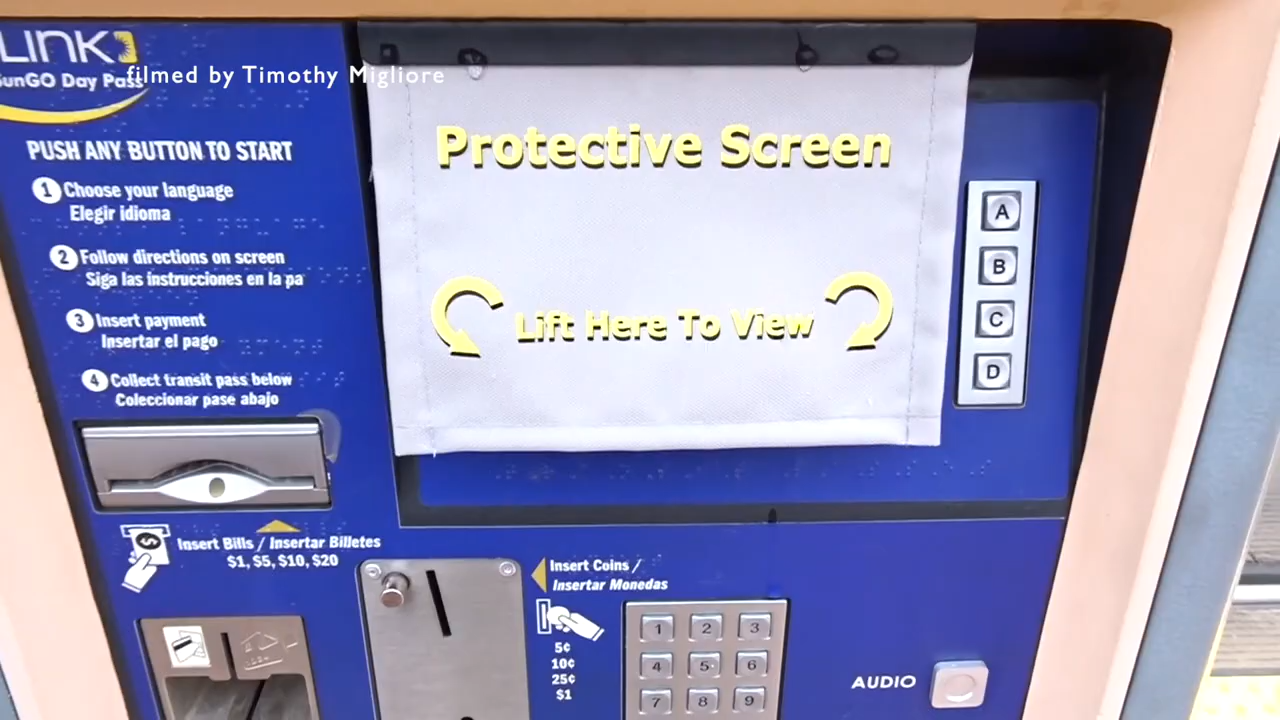 LINK
SunGO Day Pass
filmed by Timothy Migliore
PUSH ANY BUTTON TO START
1 Choose your language
Elegir idioma
2 Follow directions on screen
Siga las instrucciones en la pa
3 Insert payment
Insertar el pago
4 Collect transit pass below
Coleccionar pase abajo
Protective Screen
Lift Here To View
A
B
C
D
Insert Bills / Insertar Billetes
$1, $5, $10, $20
Insert Coins /
Insertar Monedas
5¢
10¢
25¢
$1
1 2 3
4 5 6
7 8 9
AUDIO